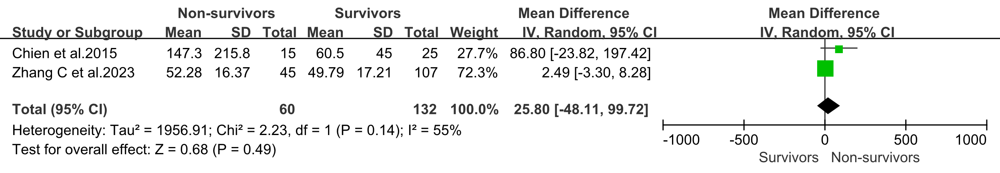 Non-survivors Survivors Mean Difference Mean Difference
Study or Subgroup Mean SD Total Mean SD Total Weight IV, Random, 95% CI IV, Random, 95% CI
Chien et al.2015 147.3 215.8 15 60.5 45 25 27.7% 86.80 [-23.82, 197.42]
Zhang C et al.2023 52.28 16.37 45 49.79 17.21 107 72.3% 2.49 [-3.30, 8.28]
Total (95% CI) 60 132 100.0% 25.80 [-48.11, 99.72]
Heterogeneity: Tau² = 1956.91; Chi² = 2.23, df = 1 (P = 0.14); I² = 55%
Test for overall effect: Z = 0.68 (P = 0.49)
-1000 -500 0 500 1000
Survivors Non-survivors